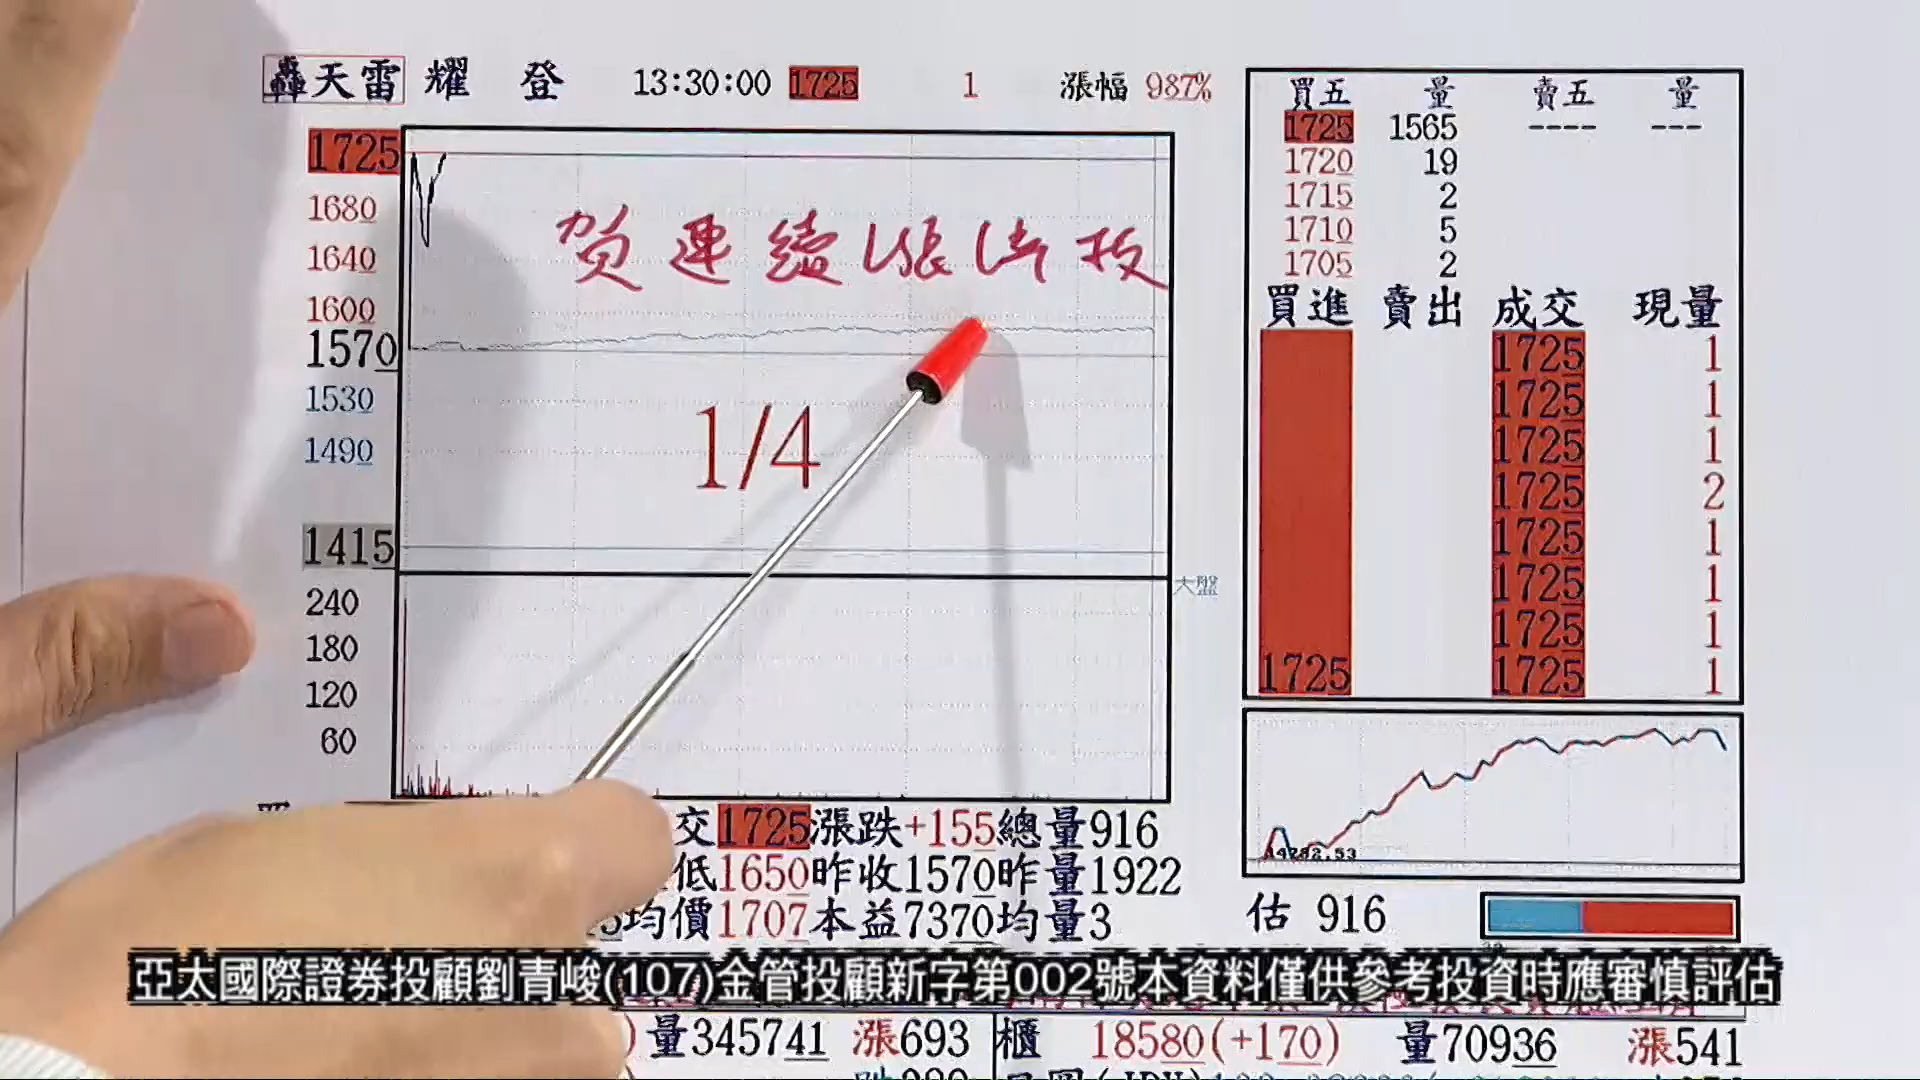 轟天雷 耀登 13:30:00 1725 1 漲幅 987%
1725
1680
1640
1600
1570
1530
1490
1415
240
180
120
60
賀連續漲停板
1/4
大盤
買五 量 賣五 量
1725 1565 ---- ---
1720 19
1715 2
1710 5
1705 2
買進 賣出 成交 現量
1725 1
1725 1
1725 1
1725 2
1725 1
1725 1
1725 1
1725 1725 1
14282.53
估 916
交1725漲跌+155總量916
低1650昨收1570昨量1922
均價1707本益7370均量3
亞太國際證券投顧劉青峻(107)金管投顧新字第002號本資料僅供參考投資時應審慎評估
量345741 漲693 櫃 18580(+170) 量70936 漲541